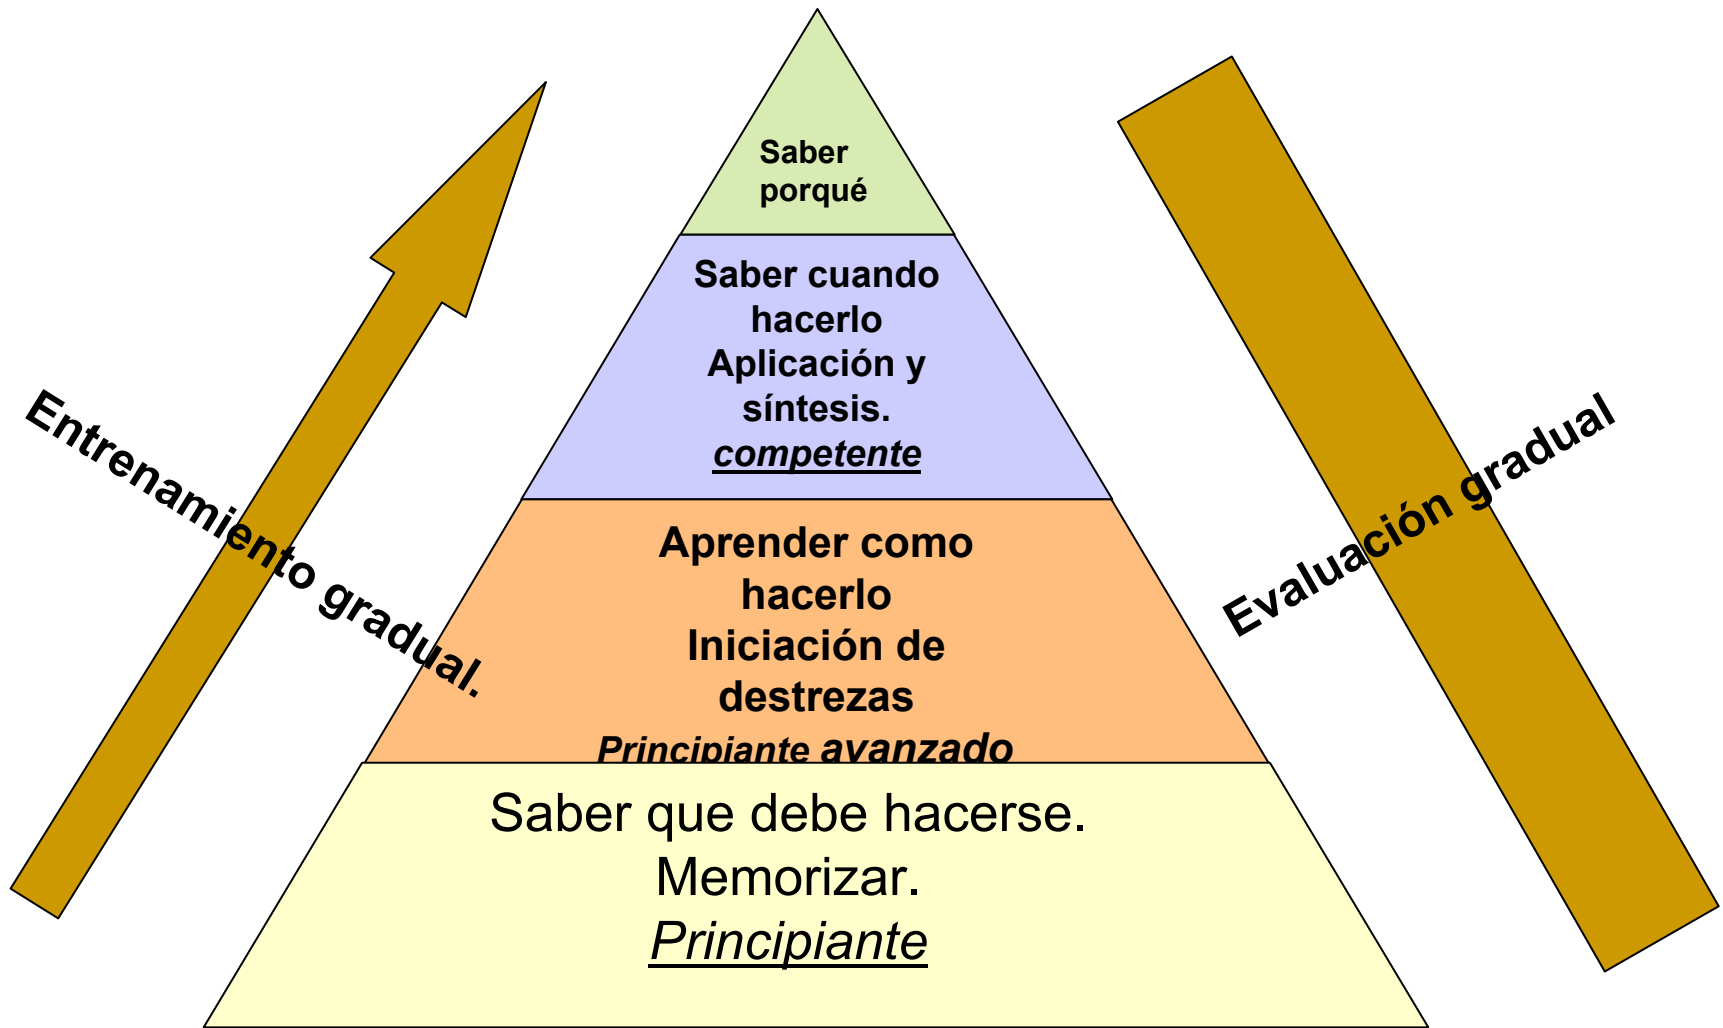 Saber
porqué
Saber cuando
hacerlo
Aplicación y
síntesis.
competente
Aprender como
hacerlo
Iniciación de
destrezas
Principiante avanzado
Saber que debe hacerse.
Memorizar.
Principiante
Entrenamiento gradual.
Evaluación gradual